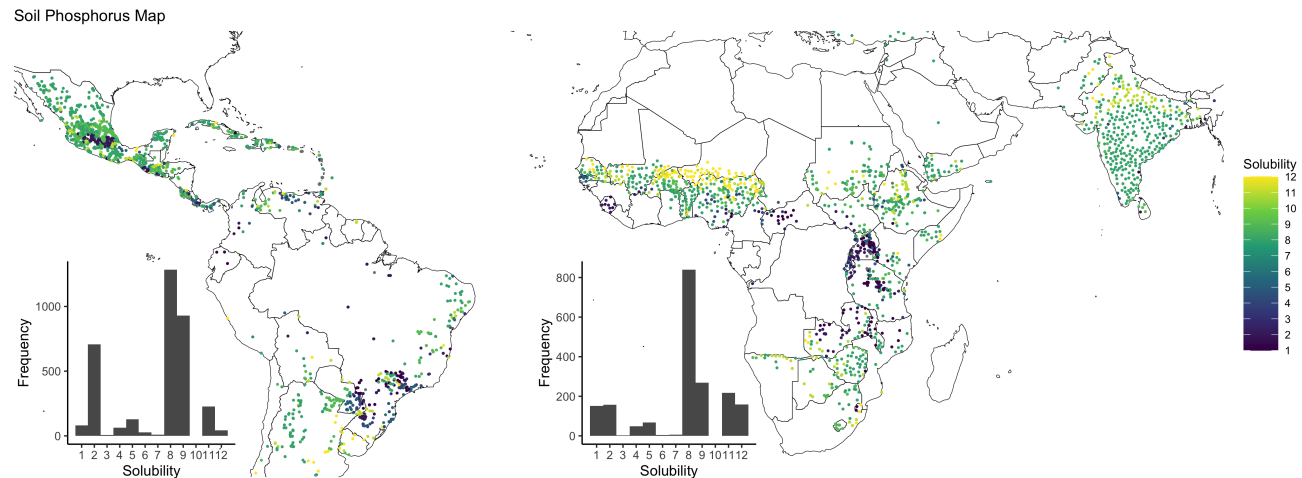 Soil Phosphorus Map
Frequency
1000
500
0
1 2 3 4 5 6 7 8 9 10 11 12
Solubility
Frequency
800
600
400
200
0
1 2 3 4 5 6 7 8 9 10 11 12
Solubility
Solubility
12
11
10
9
8
7
6
5
4
3
2
1